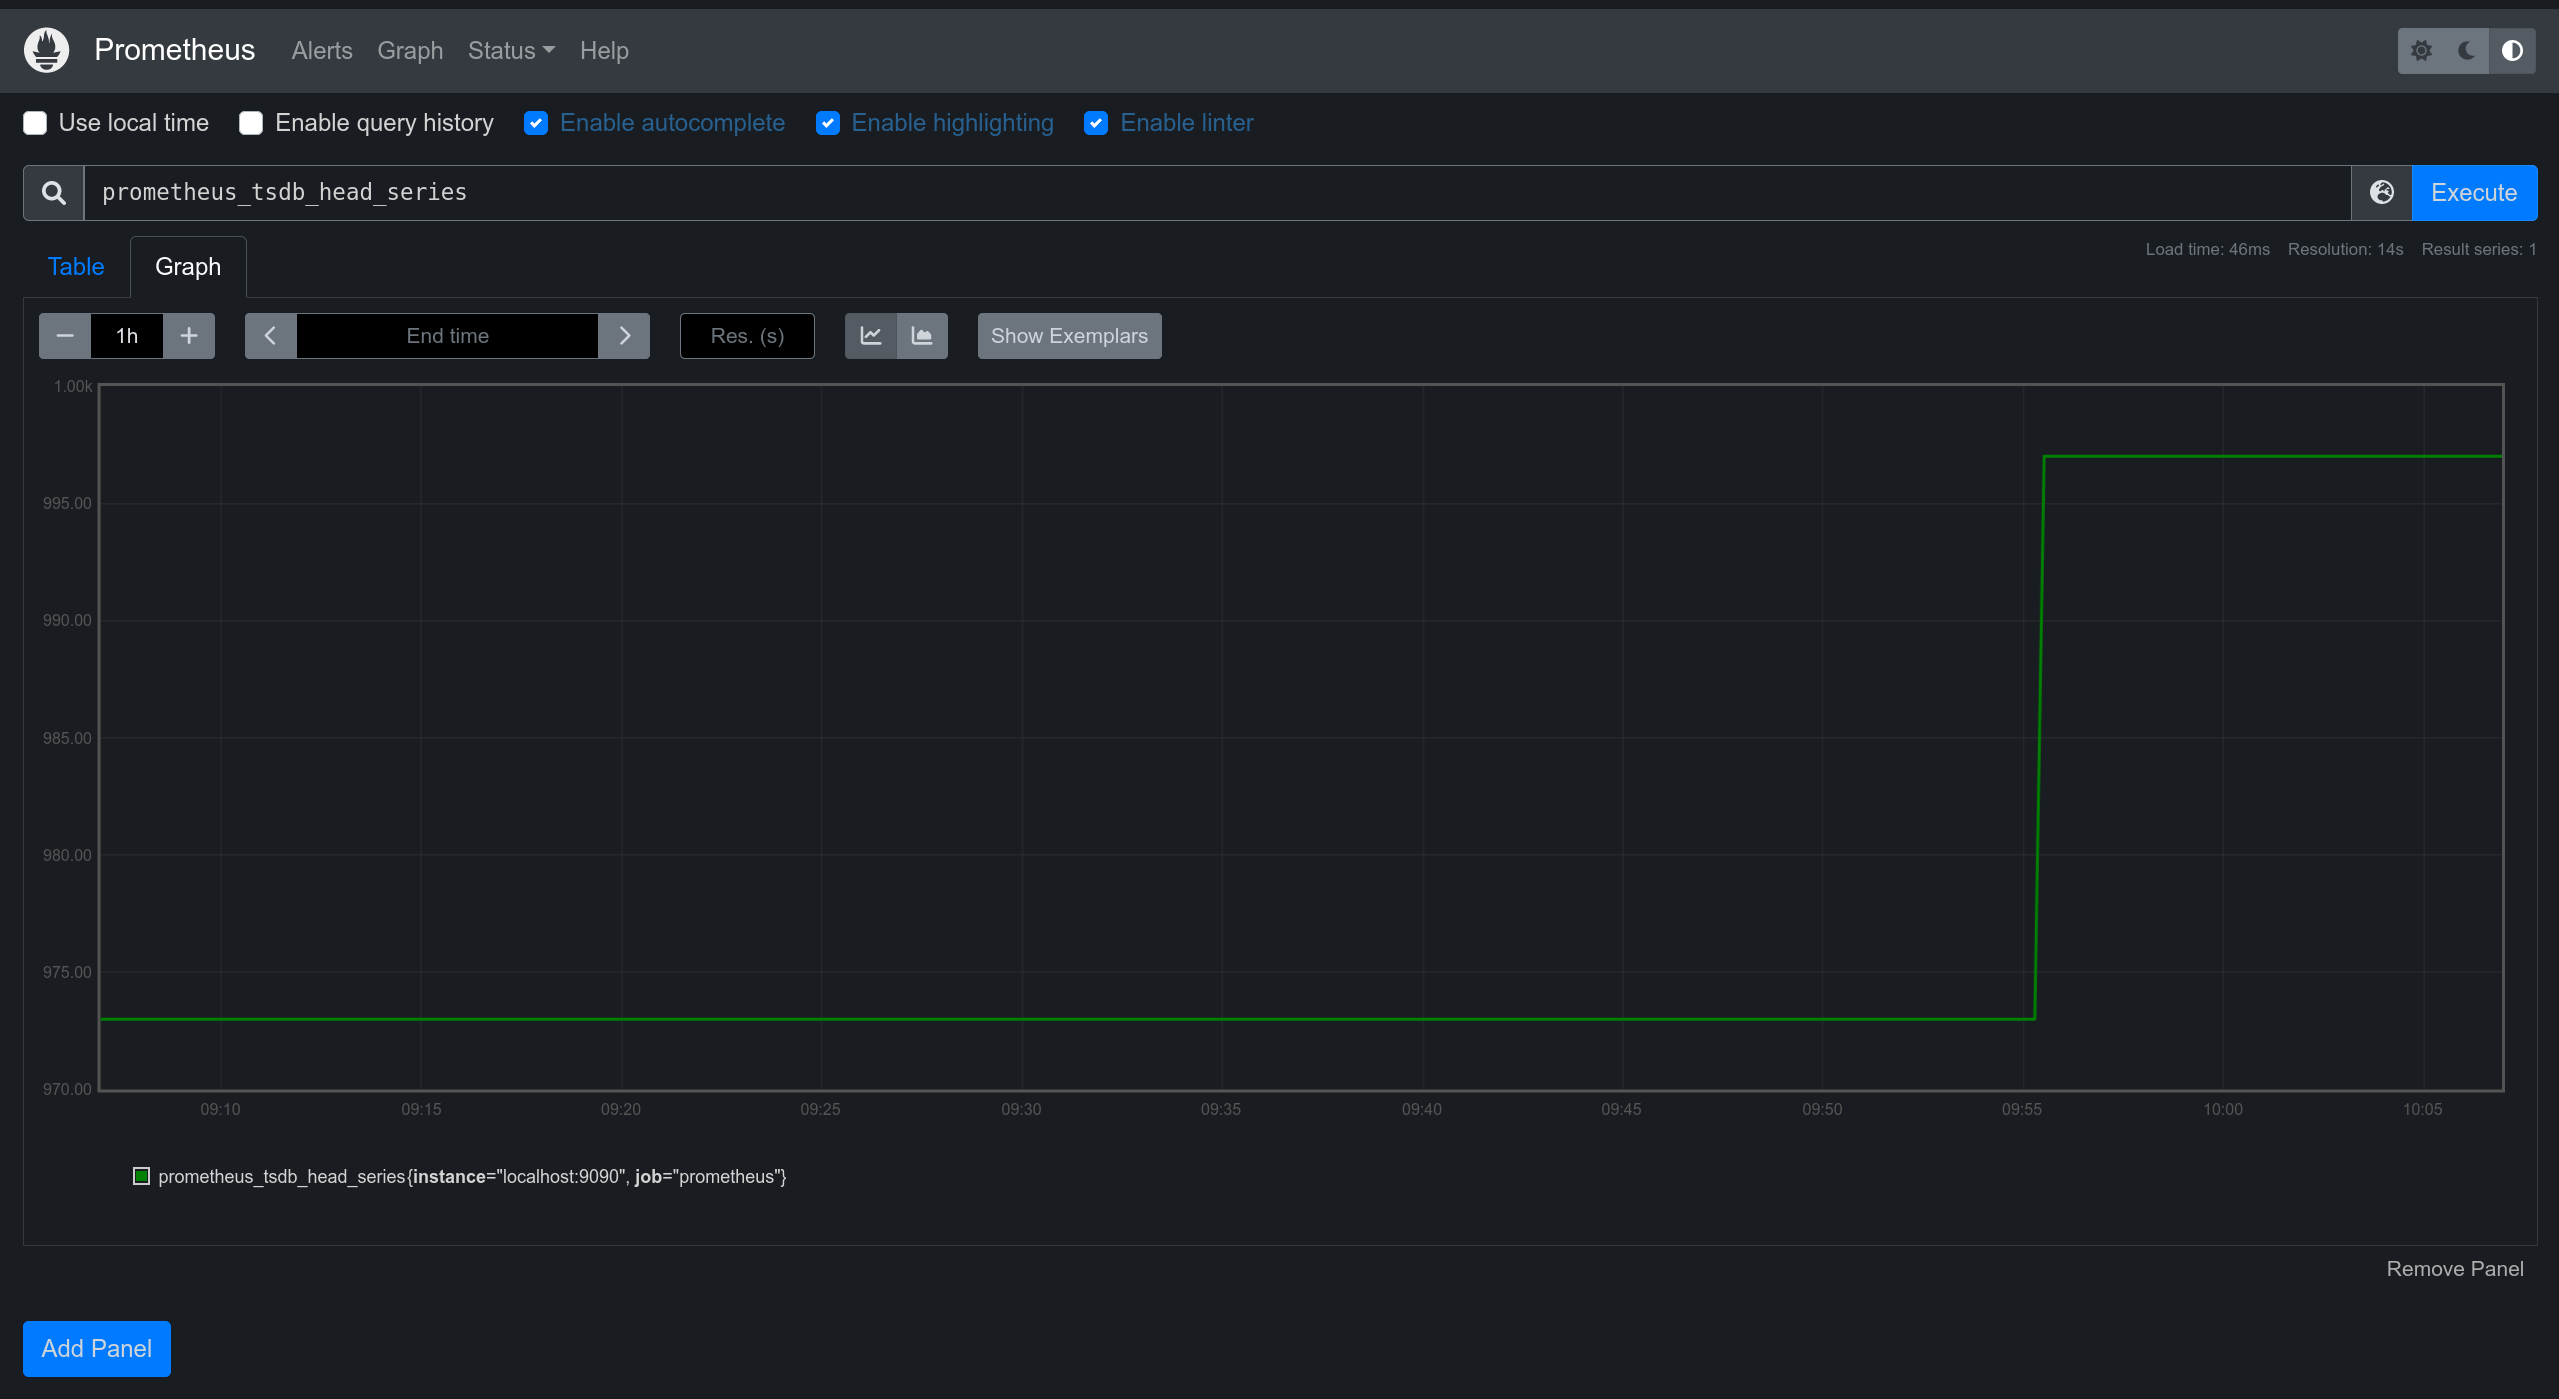 Prometheus Alerts Graph Status Help
Use local time Enable query history Enable autocomplete Enable highlighting Enable linter
prometheus_tsdb_head_series Execute
Table Graph Load time: 46ms Resolution: 14s Result series: 1
1h End time Res. (s) Show Exemplars
1.00k
995.00
990.00
985.00
980.00
975.00
970.00
09:10 09:15 09:20 09:25 09:30 09:35 09:40 09:45 09:50 09:55 10:00 10:05
prometheus_tsdb_head_series{instance="localhost:9090", job="prometheus"}
Remove Panel
Add Panel